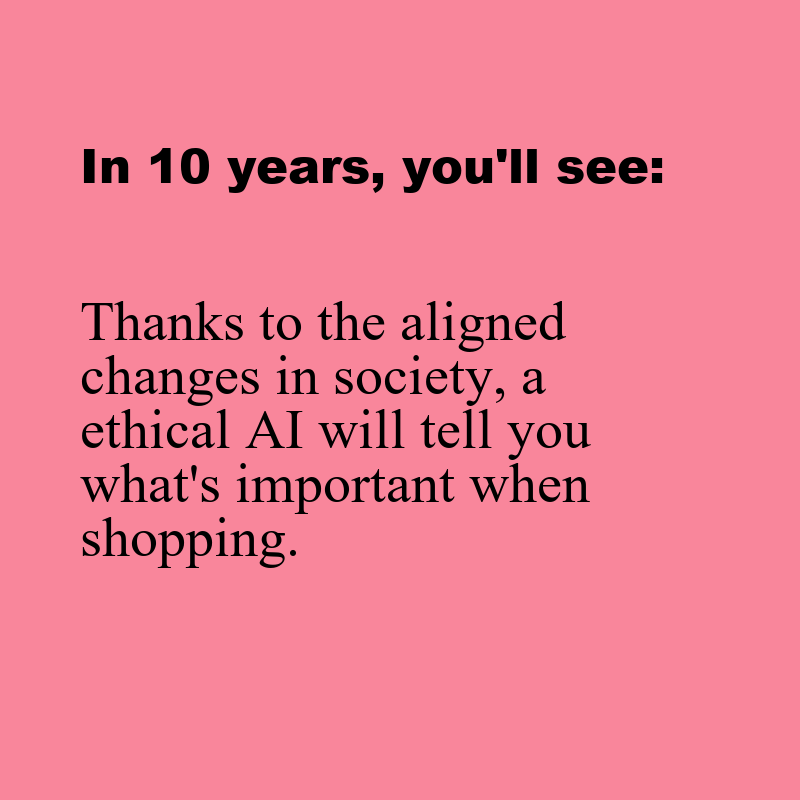 In 10 years, you'll see:
Thanks to the aligned
changes in society, a
ethical AI will tell you
what's important when
shopping.